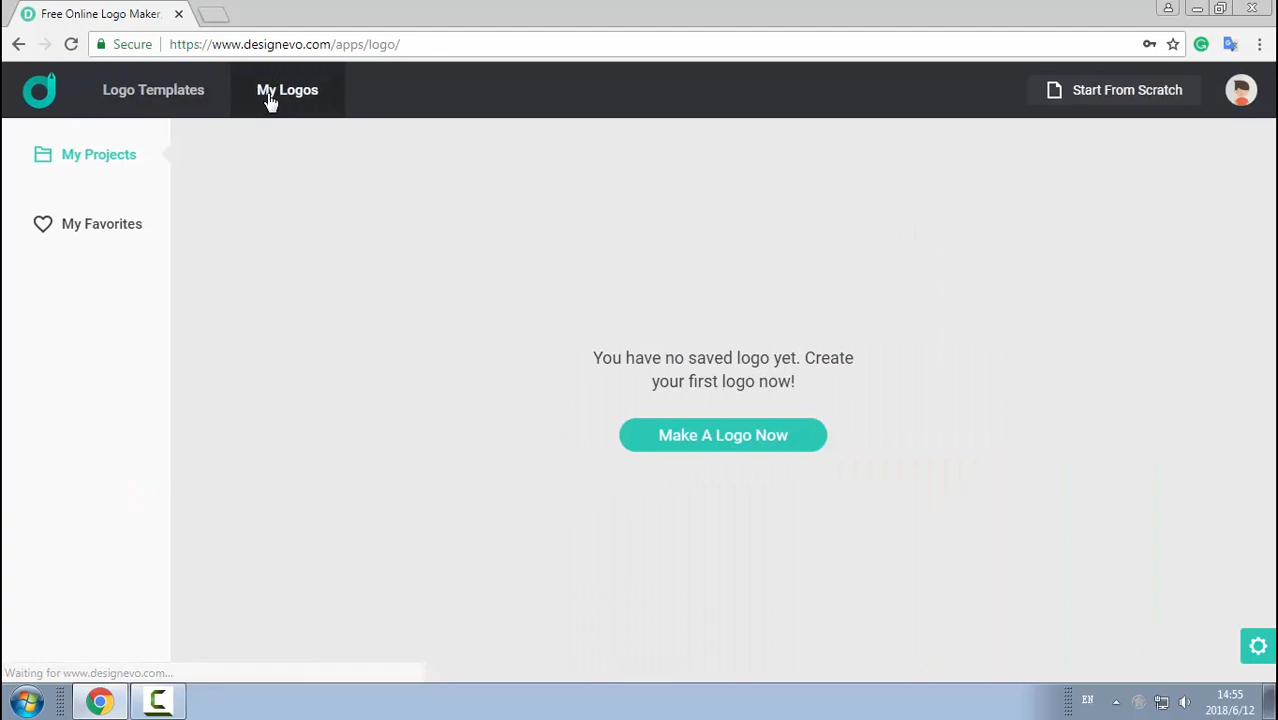 Free Online Logo Maker,
Secure
https://www.designevo.com/apps/logo/
Logo Templates
My Logos
Start From Scratch
My Projects
My Favorites
You have no saved logo yet. Create
your first logo now!
Make A Logo Now
Waiting for www.designevo.com...
EN
14:55
2018/6/12